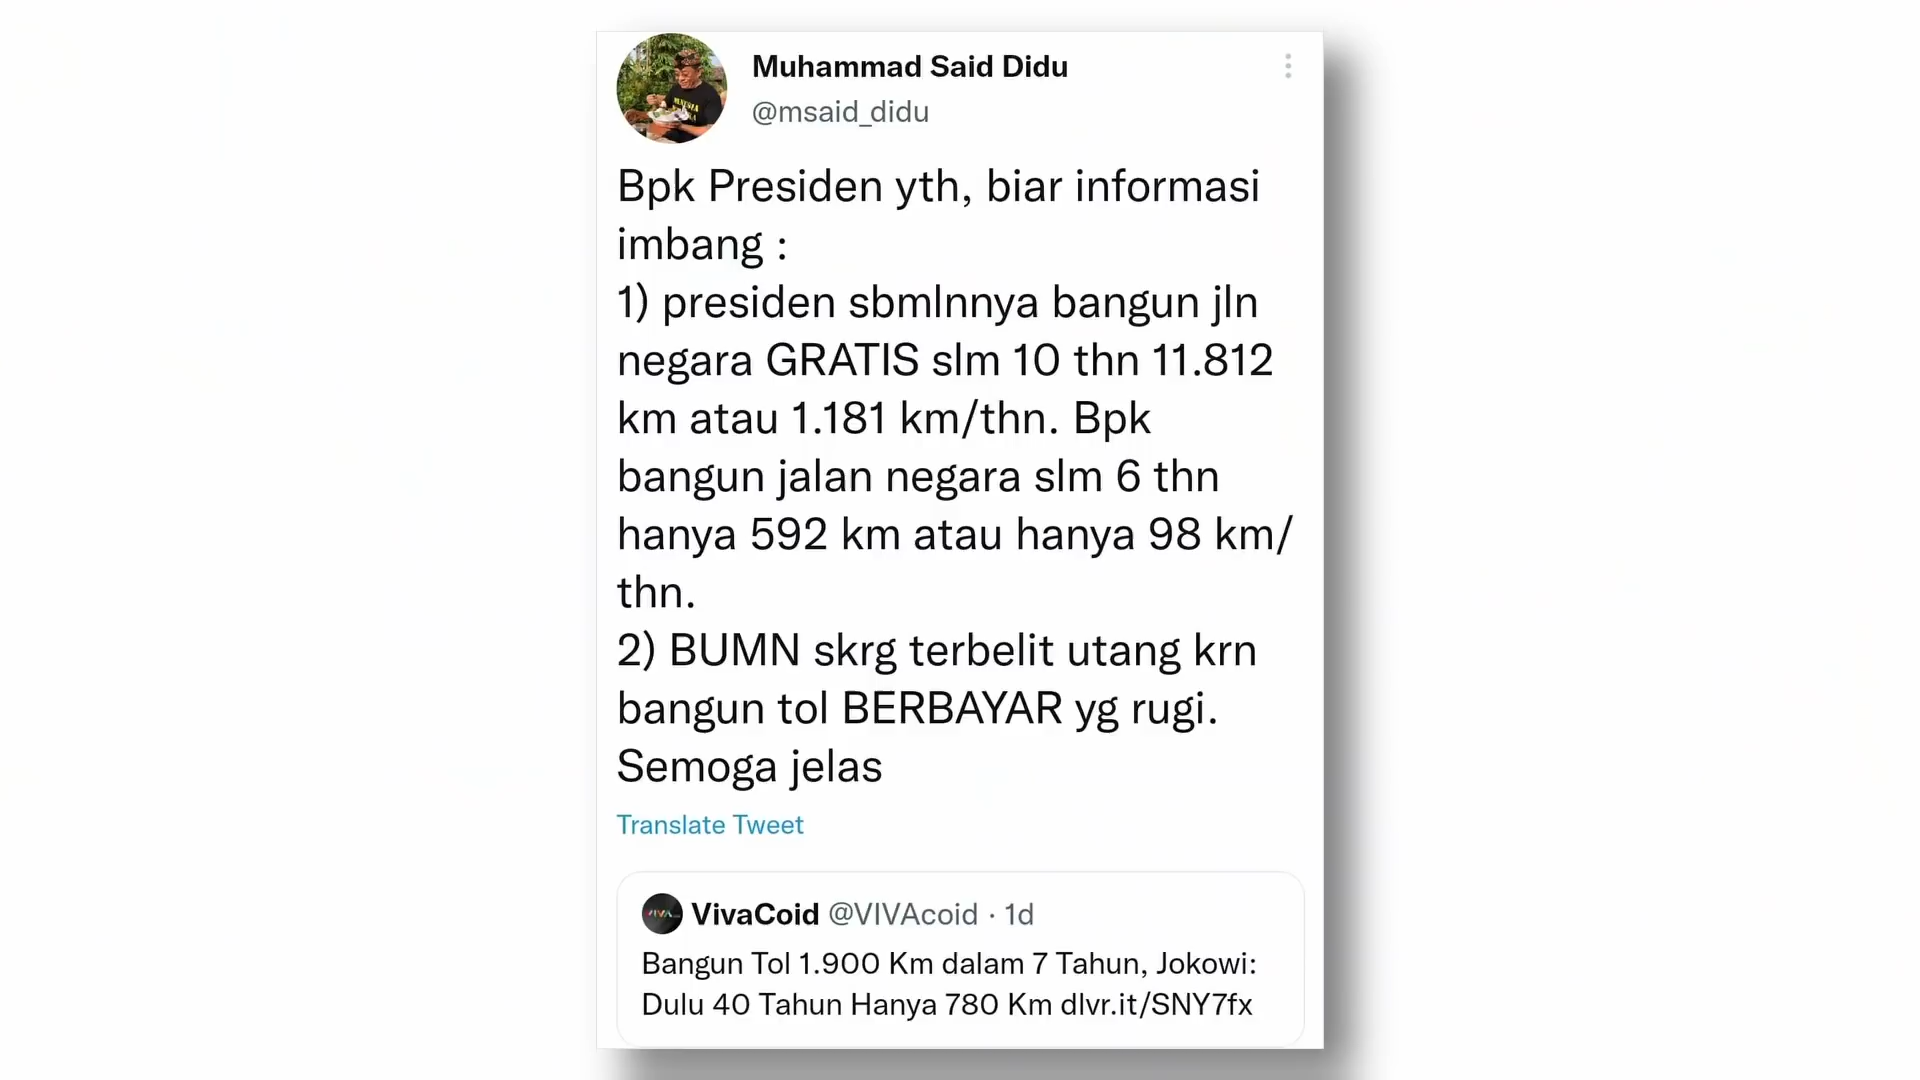 Muhammad Said Didu
@msaid_didu
Bpk Presiden yth, biar informasi
imbang :
1) presiden sbmlnnya bangun jln
negara GRATIS slm 10 thn 11.812
km atau 1.181 km/thn. Bpk
bangun jalan negara slm 6 thn
hanya 592 km atau hanya 98 km/
thn.
2) BUMN skrg terbelit utang krn
bangun tol BERBAYAR yg rugi.
Semoga jelas
Translate Tweet
VIVA
VivaCoid @VIVAcoid · 1d
Bangun Tol 1.900 Km dalam 7 Tahun, Jokowi:
Dulu 40 Tahun Hanya 780 Km dlvr.it/SNY7fx